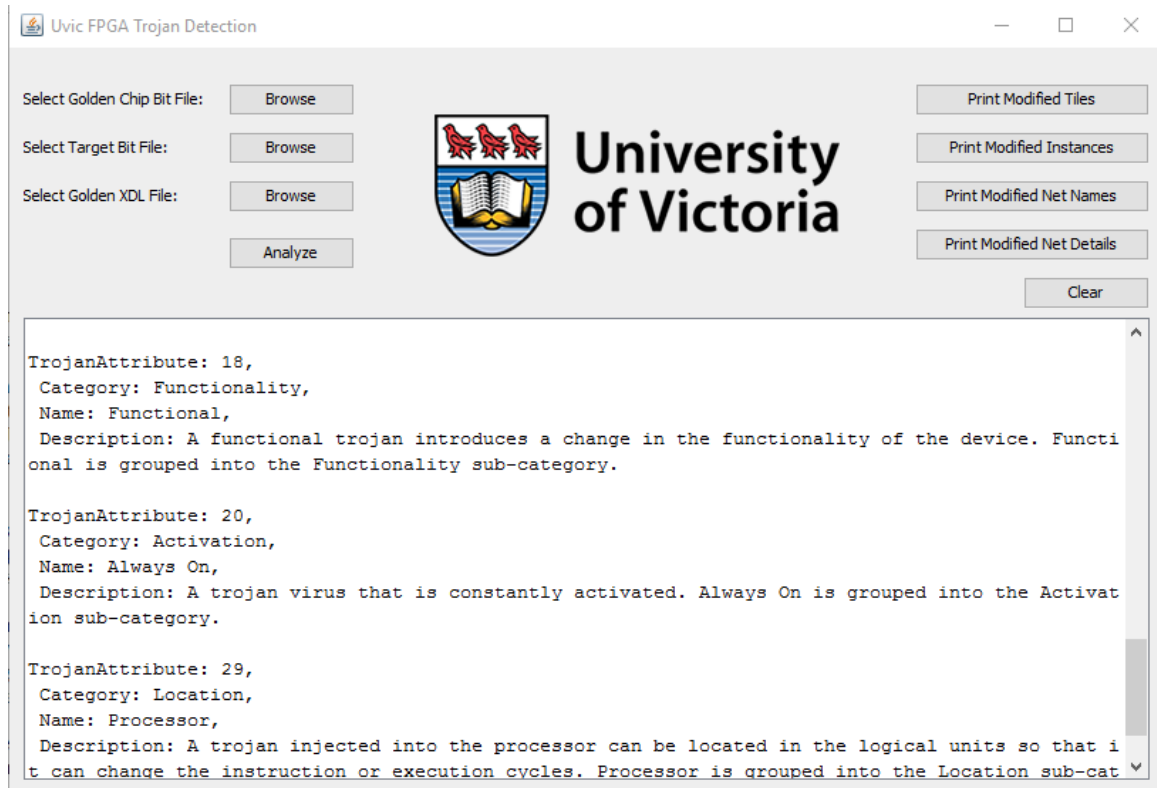 Uvic FPGA Trojan Detection
Select Golden Chip Bit File:
Browse
Select Target Bit File:
Browse
Select Golden XDL File:
Browse
Analyze
University
of Victoria
Print Modified Tiles
Print Modified Instances
Print Modified Net Names
Print Modified Net Details
Clear
TrojanAttribute: 18,
Category: Functionality,
Name: Functional,
Description: A functional trojan introduces a change in the functionality of the device. Functi
onal is grouped into the Functionality sub-category.
TrojanAttribute: 20,
Category: Activation,
Name: Always On,
Description: A trojan virus that is constantly activated. Always On is grouped into the Activat
ion sub-category.
TrojanAttribute: 29,
Category: Location,
Name: Processor,
Description: A trojan injected into the processor can be located in the logical units so that i
t can change the instruction or execution cycles. Processor is grouped into the Location sub-cat